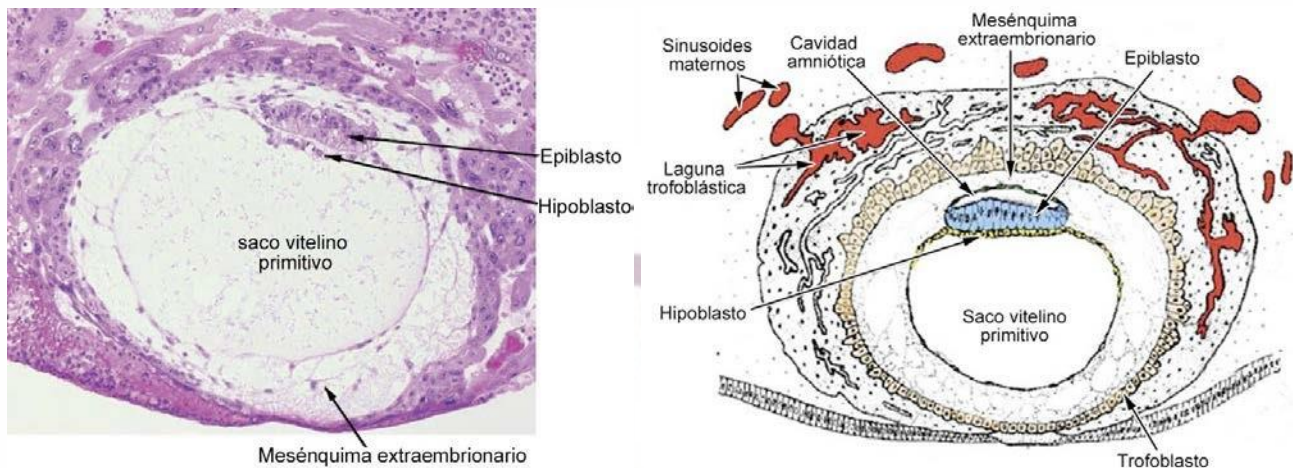 Epiblasto
Hipoblasto
saco vitelino
primitivo
Mesénquima extraembrionario
Mesénquima
extraembrionario
Sinusoides
maternos
Cavidad
amniótica
Epiblasto
Laguna
trofoblástica
Hipoblasto
Saco vitelino
primitivo
Trofoblasto